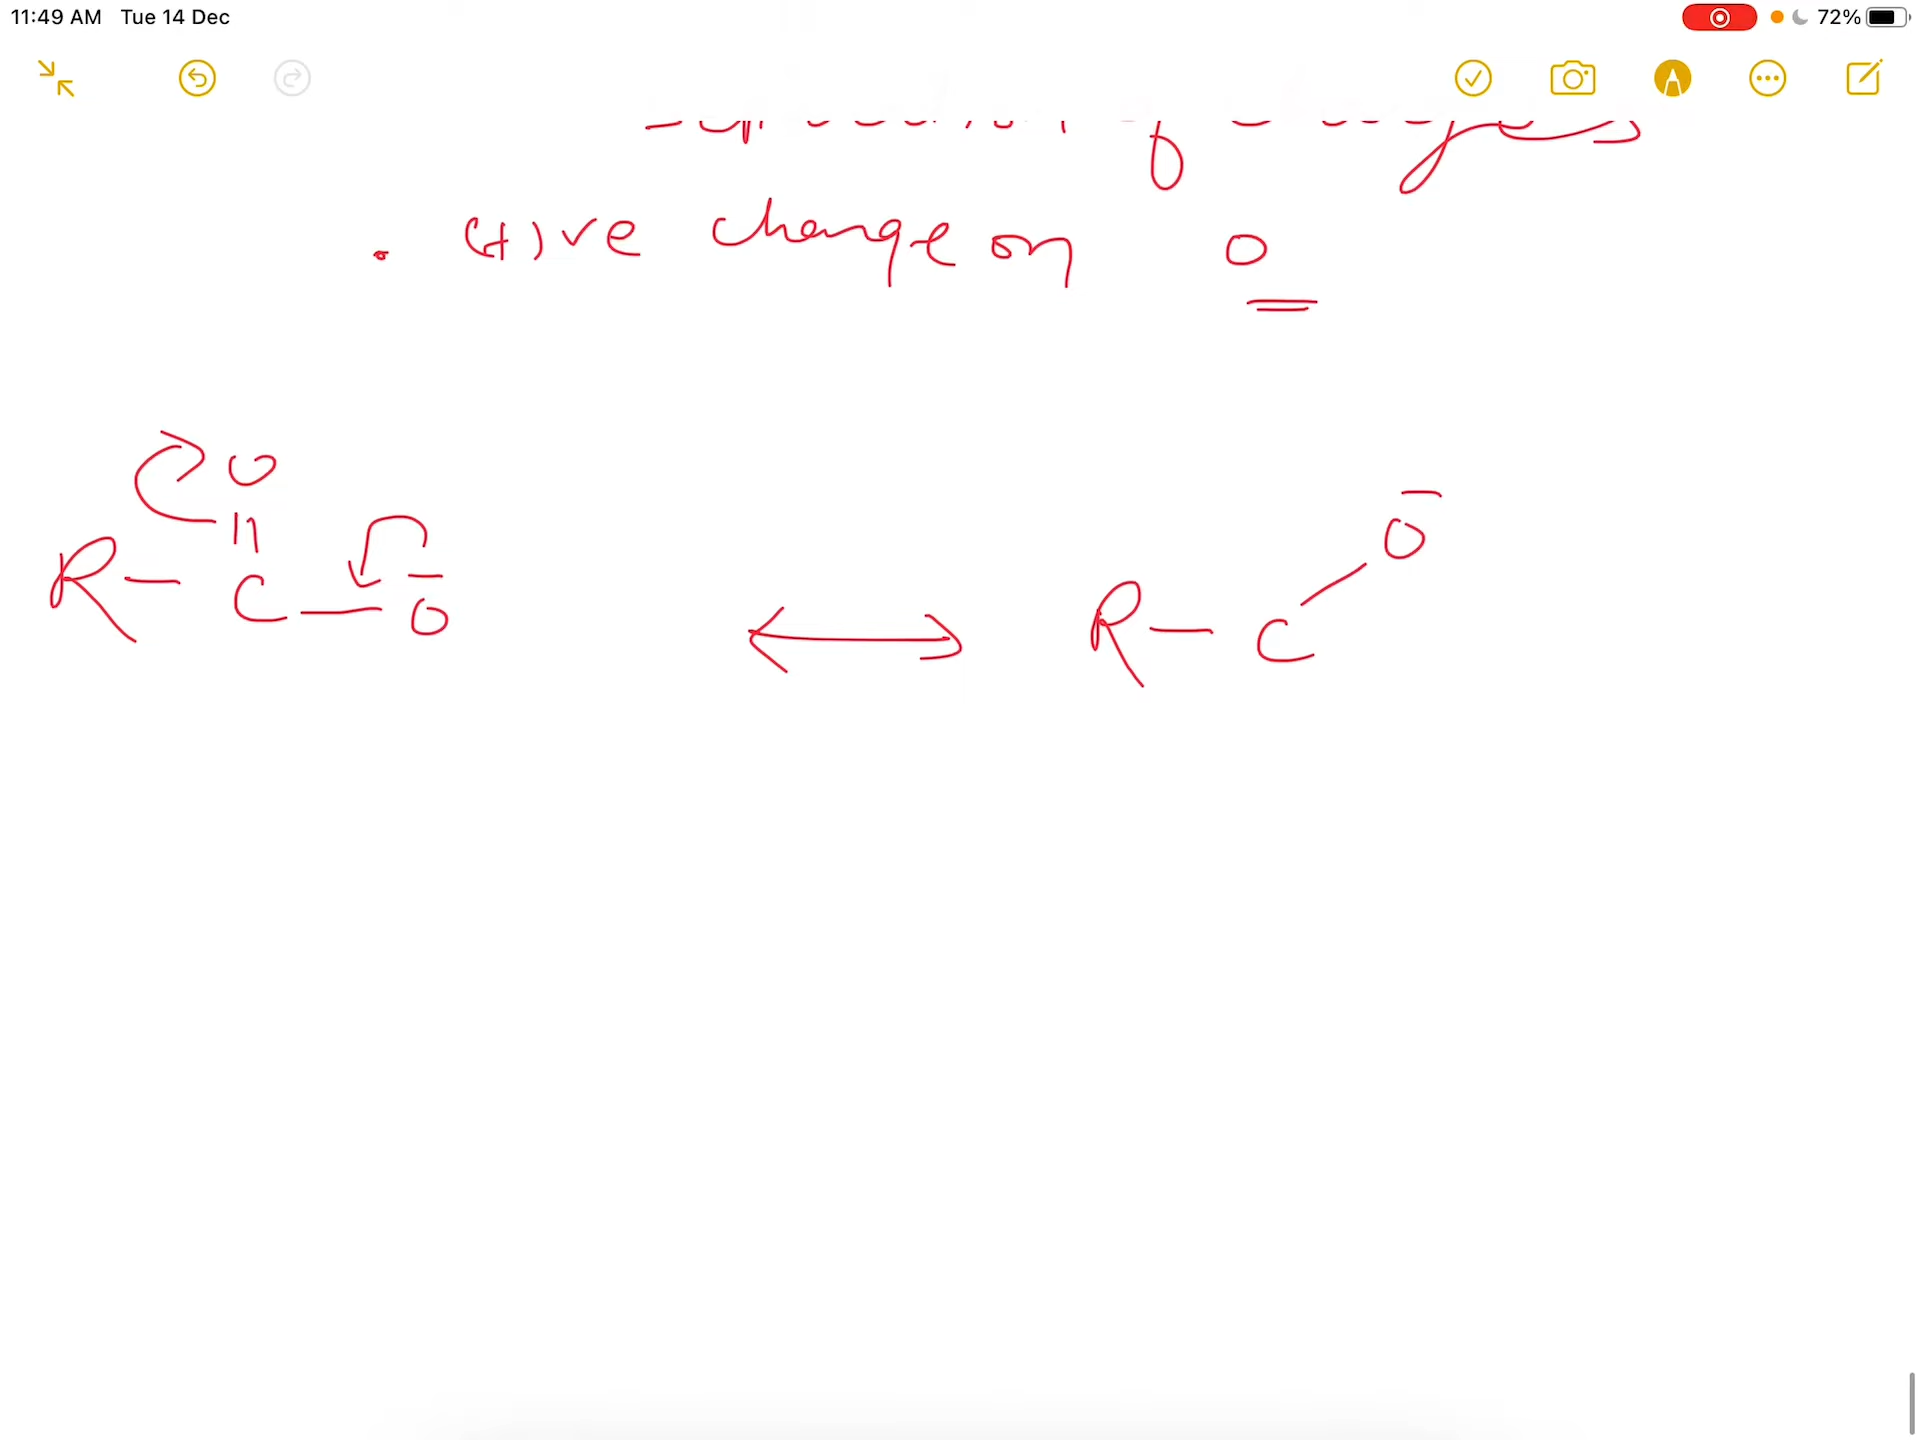 11:49 AM Tue 14 Dec 72%
of
. (+)ve charge on O
O
||
R - C — O⁻ ⟷ R - C — O⁻